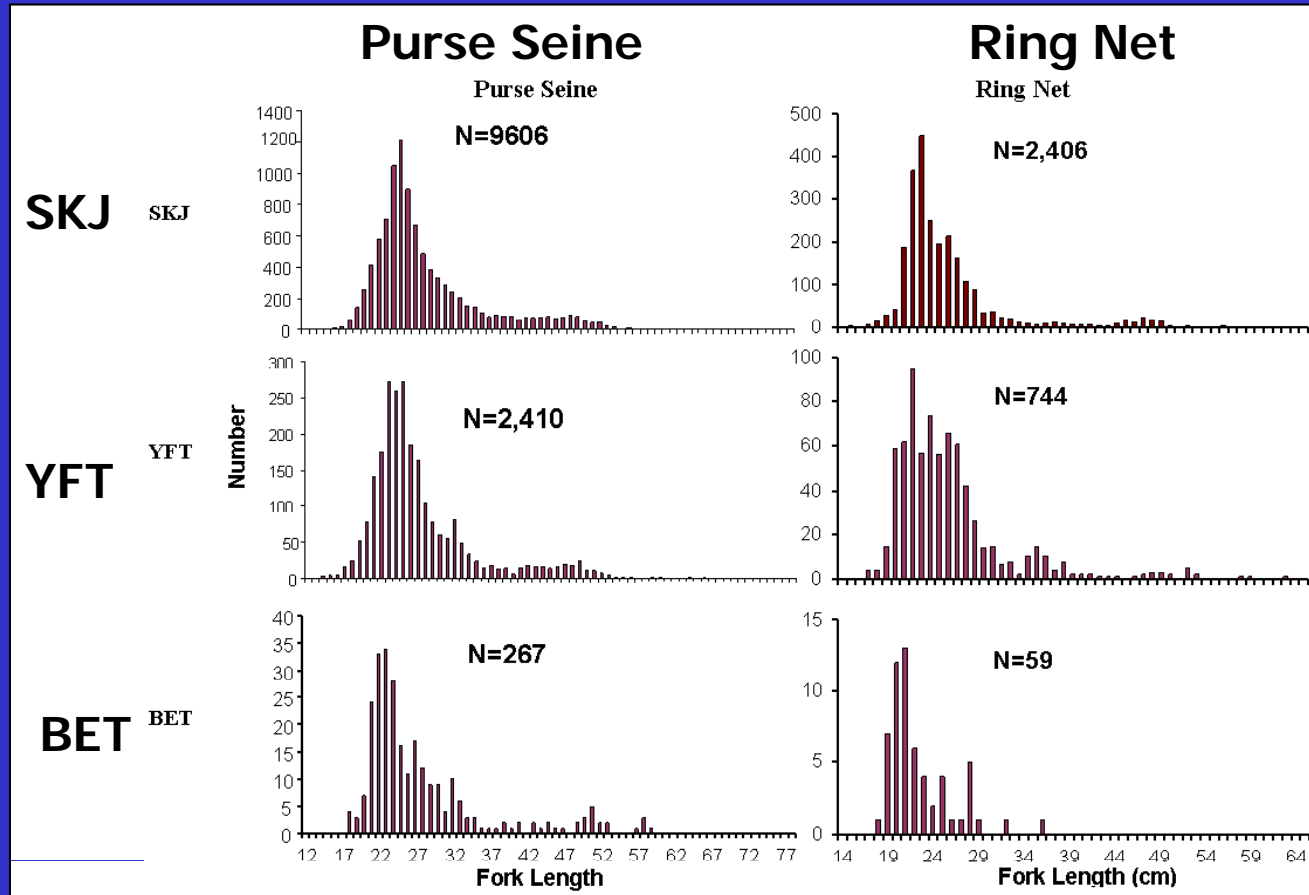 Purse Seine
Ring Net
Purse Seine
Ring Net
SKJ
SKJ
1400
1200
1000
800
600
400
200
0
N=9606
500
400
300
200
100
0
N=2,406
YFT
YFT
Number
300
250
200
150
100
50
0
N=2,410
100
80
60
40
20
0
N=744
BET
BET
40
35
30
25
20
15
10
5
0
N=267
12 17 22 27 32 37 42 47 52 57 62 67 72 77
Fork Length
15
10
5
0
N=59
14 19 24 29 34 39 44 49 54 59 64
Fork Length (cm)